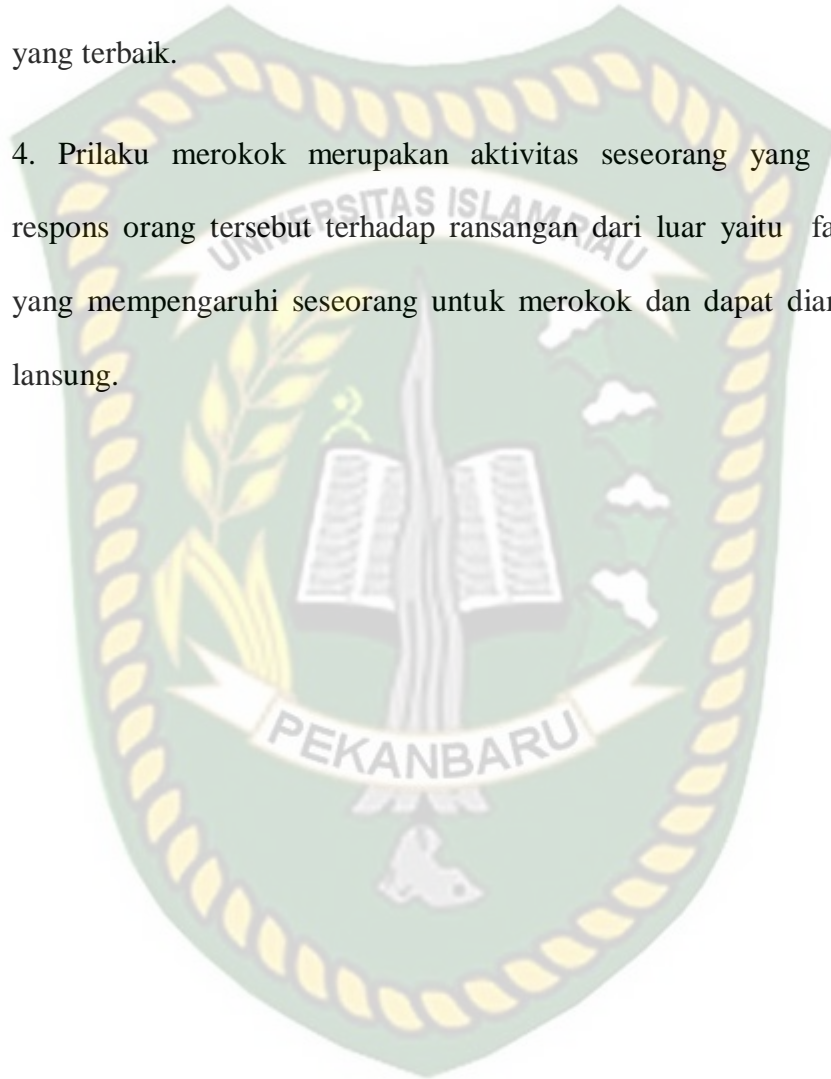 yang terbaik.
4. Prilaku merokok merupakan aktivitas seseorang yang
respons orang tersebut terhadap ransangan dari luar yaitu
yang mempengaruhi seseorang untuk merokok dan dapat
lansung.
UNIVERSITAS ISLAM RIAU
PEKANBARU